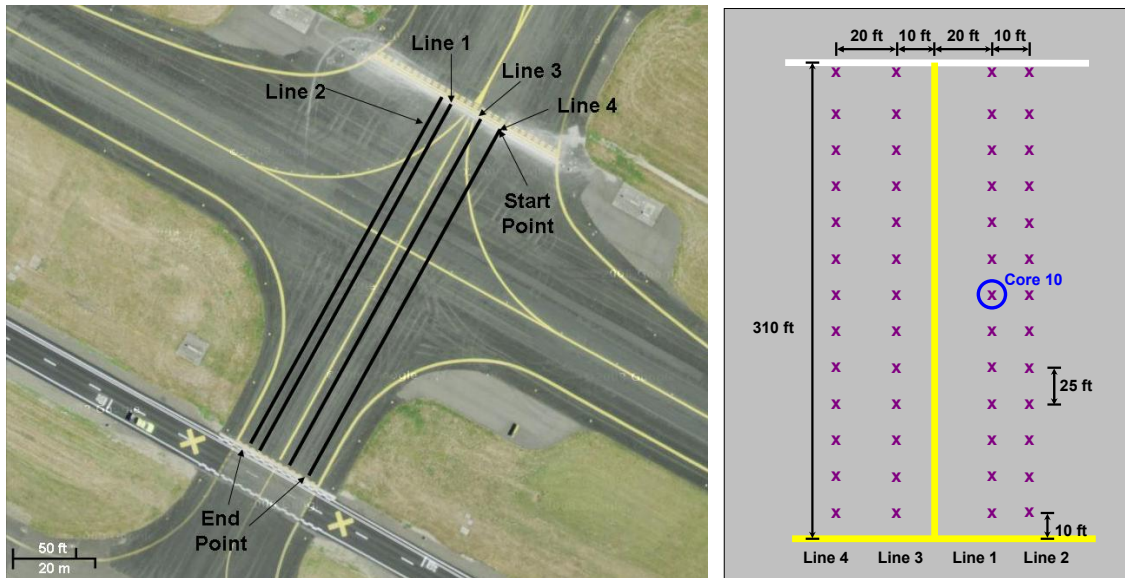 Line 1
Line 2
Line 3
Line 4
Start
Point
End
Point
50 ft
20 m
20 ft 10 ft 20 ft 10 ft
x x x x
x x x x
x x x x
x x x x
x x x x
x x x x
Core 10
x x x x
310 ft
x x x x
x x x x
25 ft
x x x x
x x x x
x x x x
x x x x
10 ft
Line 4 Line 3 Line 1 Line 2